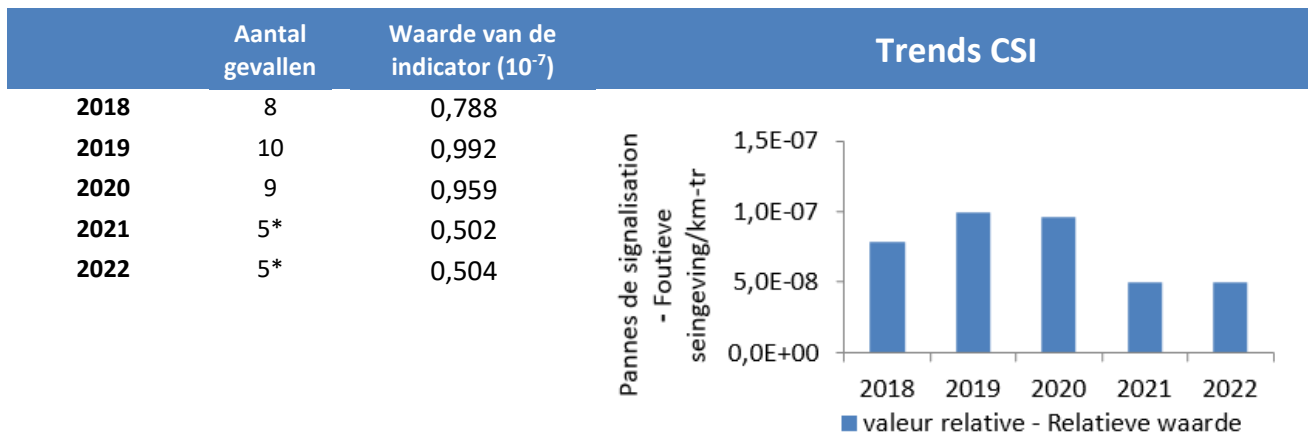 Aantal gevallen
Waarde van de indicator (10⁻⁷)
Trends CSI
2018 8 0,788
2019 10 0,992
2020 9 0,959
2021 5* 0,502
2022 5* 0,504
Pannes de signalisation
- Foutieve
seingeving/km-tr
1,5E-07
1,0E-07
5,0E-08
0,0E+00
2018 2019 2020 2021 2022
valeur relative - Relatieve waarde